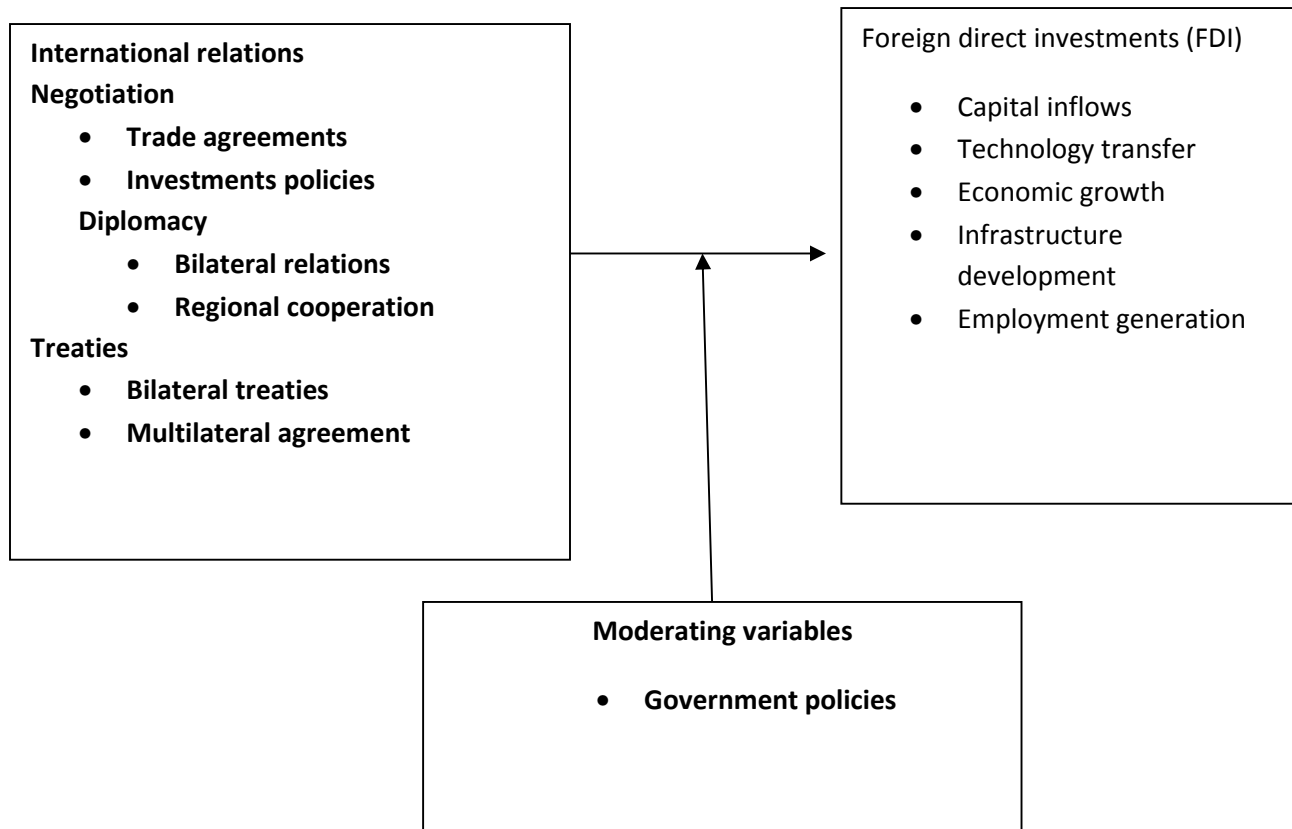 International relations
Negotiation
• Trade agreements
• Investments policies
Diplomacy
• Bilateral relations
• Regional cooperation
Treaties
• Bilateral treaties
• Multilateral agreement
Foreign direct investments (FDI)
• Capital inflows
• Technology transfer
• Economic growth
• Infrastructure
development
• Employment generation
Moderating variables
• Government policies